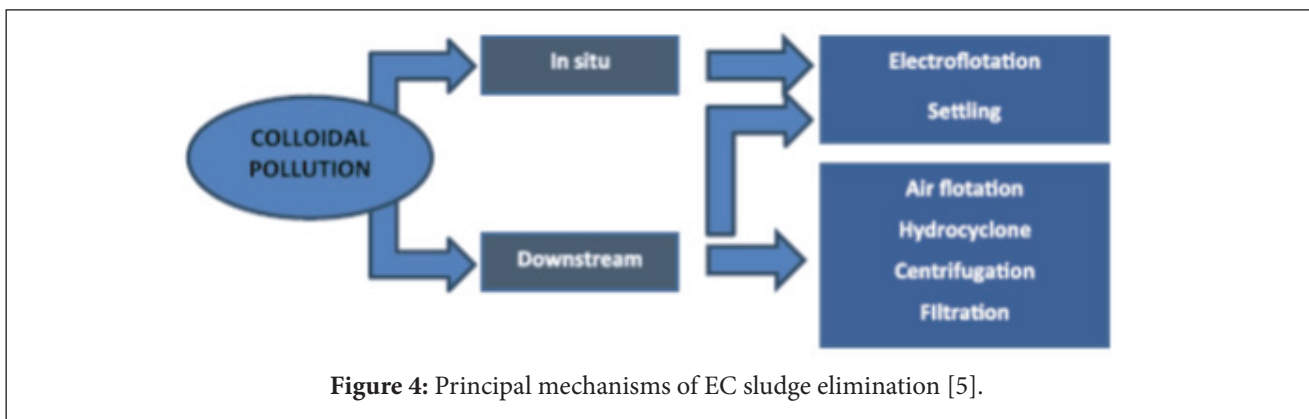 COLLOIDAL
POLLUTION
In situ
Downstream
Electroflotation
Settling
Air flotation
Hydrocyclone
Centrifugation
Filtration
Figure 4: Principal mechanisms of EC sludge elimination [5].